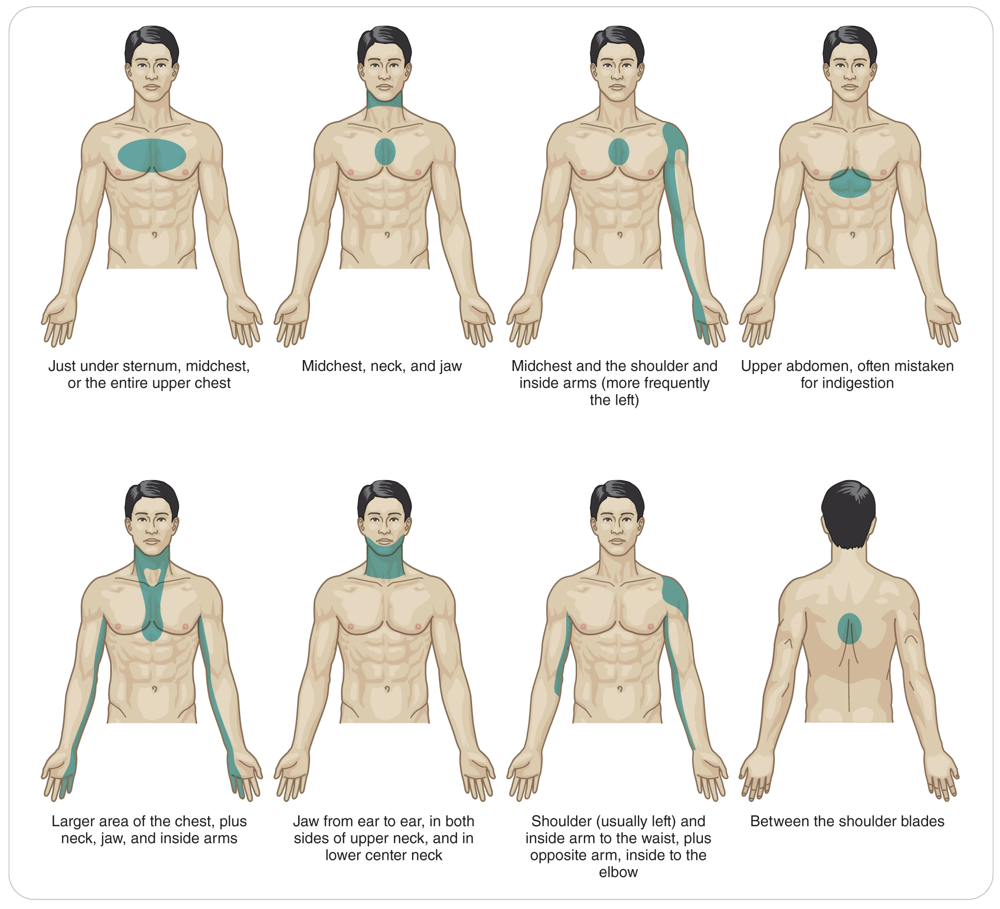 Just under sternum, midchest,
or the entire upper chest
Midchest, neck, and jaw
Midchest and the shoulder and
inside arms (more frequently
the left)
Upper abdomen, often mistaken
for indigestion
Larger area of the chest, plus
neck, jaw, and inside arms
Jaw from ear to ear, in both
sides of upper neck, and in
lower center neck
Shoulder (usually left) and
inside arm to the waist, plus
opposite arm, inside to the
elbow
Between the shoulder blades